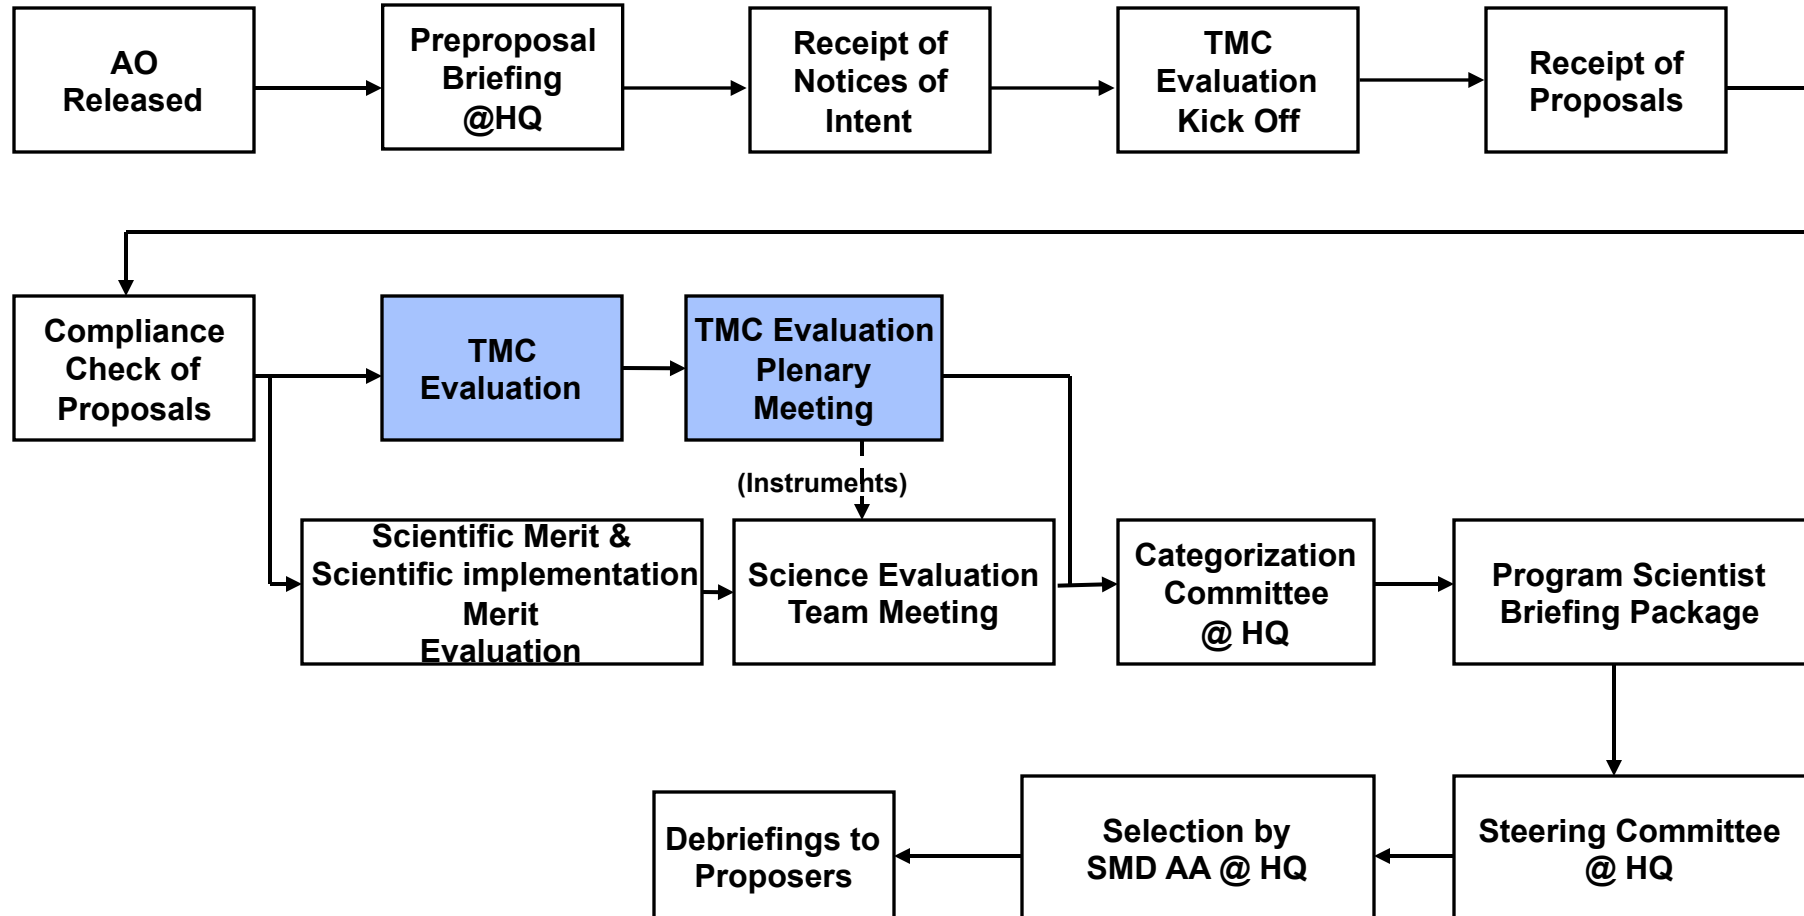 AO
Released
Preproposal
Briefing
@HQ
Receipt of
Notices of
Intent
TMC
Evaluation
Kick Off
Receipt of
Proposals
Compliance
Check of
Proposals
TMC
Evaluation
TMC Evaluation
Plenary
Meeting
(Instruments)
Scientific Merit &
Scientific implementation
Merit
Evaluation
Science Evaluation
Team Meeting
Categorization
Committee
@ HQ
Program Scientist
Briefing Package
Debriefings to
Proposers
Selection by
SMD AA @ HQ
Steering Committee
@ HQ